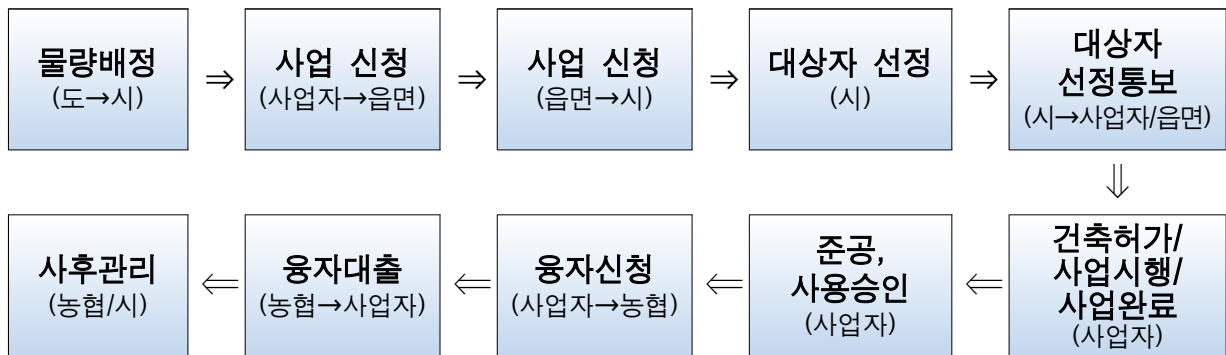 물량배정
(도→시)
⇒
사업 신청
(사업자→읍면)
⇒
사업 신청
(읍면→시)
⇒
대상자 선정
(시)
⇒
대상자
선정통보
(시→사업자/읍면)
⇓
건축허가/
사업시행/
사업완료
(사업자)
⇐
준공,
사용승인
(사업자)
⇐
융자신청
(사업자→농협)
⇐
융자대출
(농협→사업자)
⇐
사후관리
(농협/시)